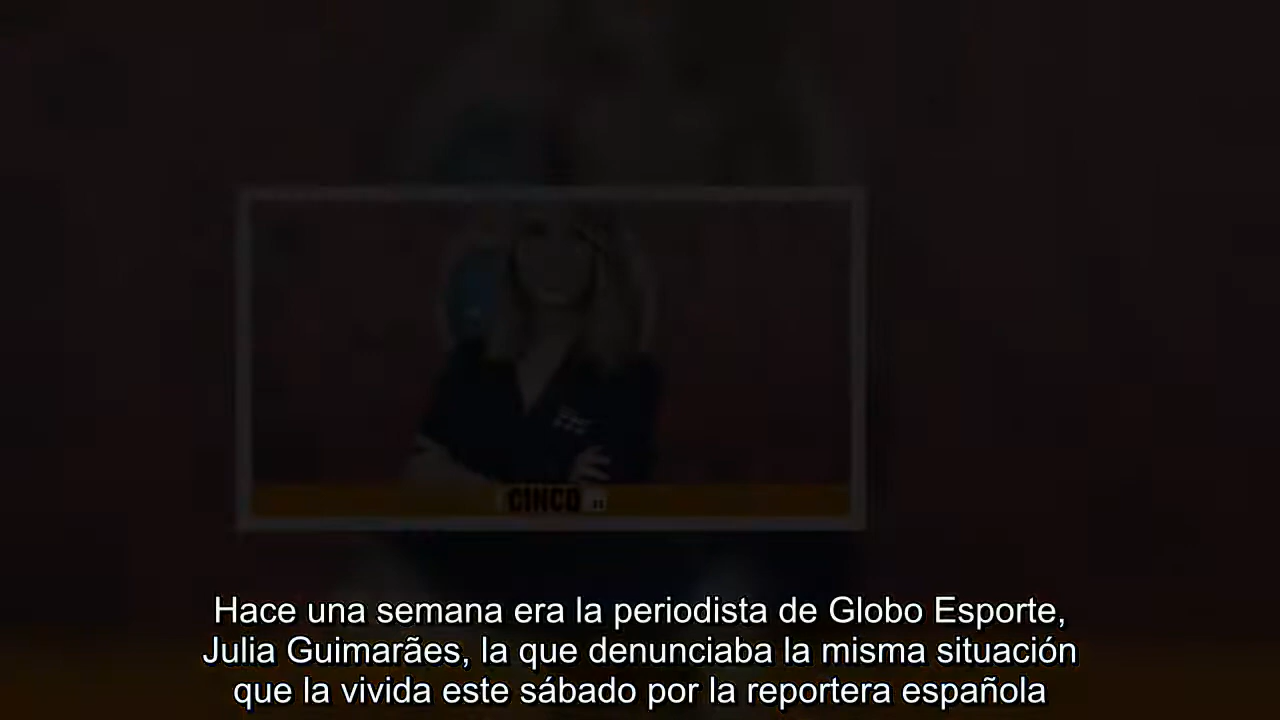 CINCO
Hace una semana era la periodista de Globo Esporte,
Julia Guimarães, la que denunciaba la misma situación
que la vivida este sábado por la reportera española